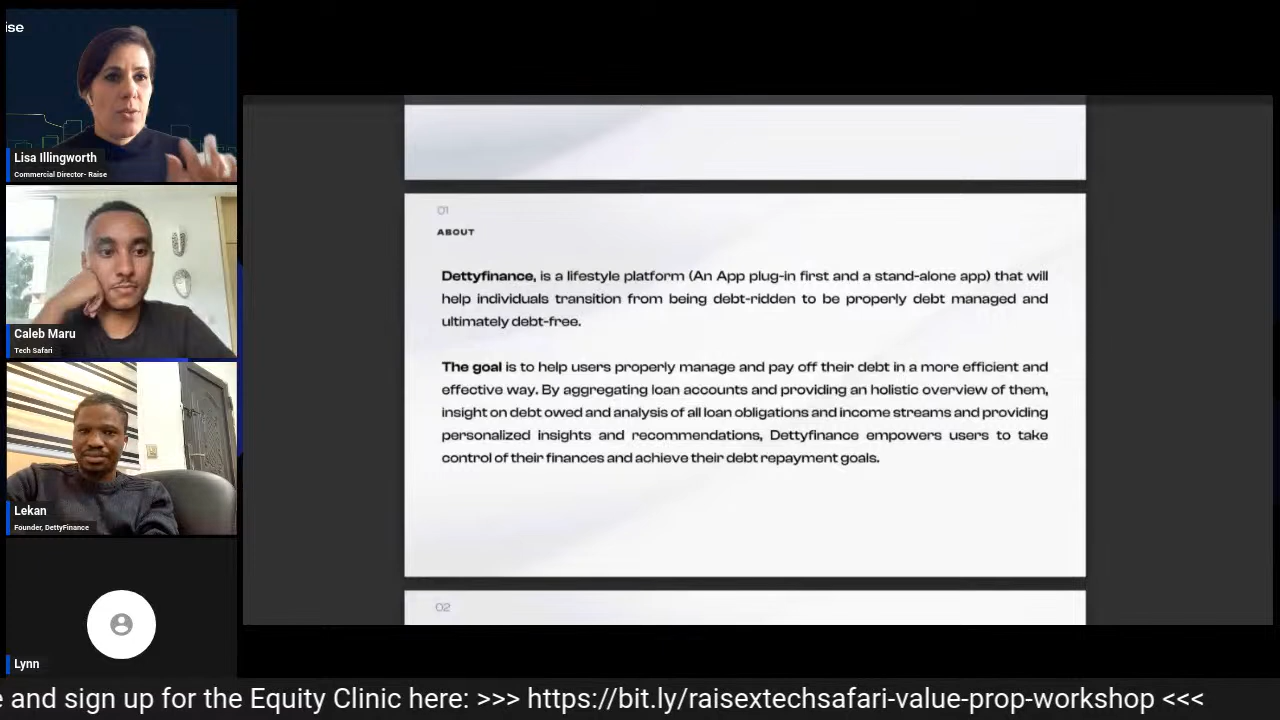 ise
Lisa Illingworth
Commercial Director- Raise
Caleb Maru
Tech Safari
Lekan
Founder, DettyFinance
Lynn
01
ABOUT
Dettyfinance, is a lifestyle platform (An App plug-in first and a stand-alone app) that will
help individuals transition from being debt-ridden to be properly debt managed and
ultimately debt-free.
The goal is to help users properly manage and pay off their debt in a more efficient and
effective way. By aggregating loan accounts and providing an holistic overview of them,
insight on debt owed and analysis of all loan obligations and income streams and providing
personalized insights and recommendations, Dettyfinance empowers users to take
control of their finances and achieve their debt repayment goals.
02
e and sign up for the Equity Clinic here: >>> https://bit.ly/raisextechsafari-value-prop-workshop <<<